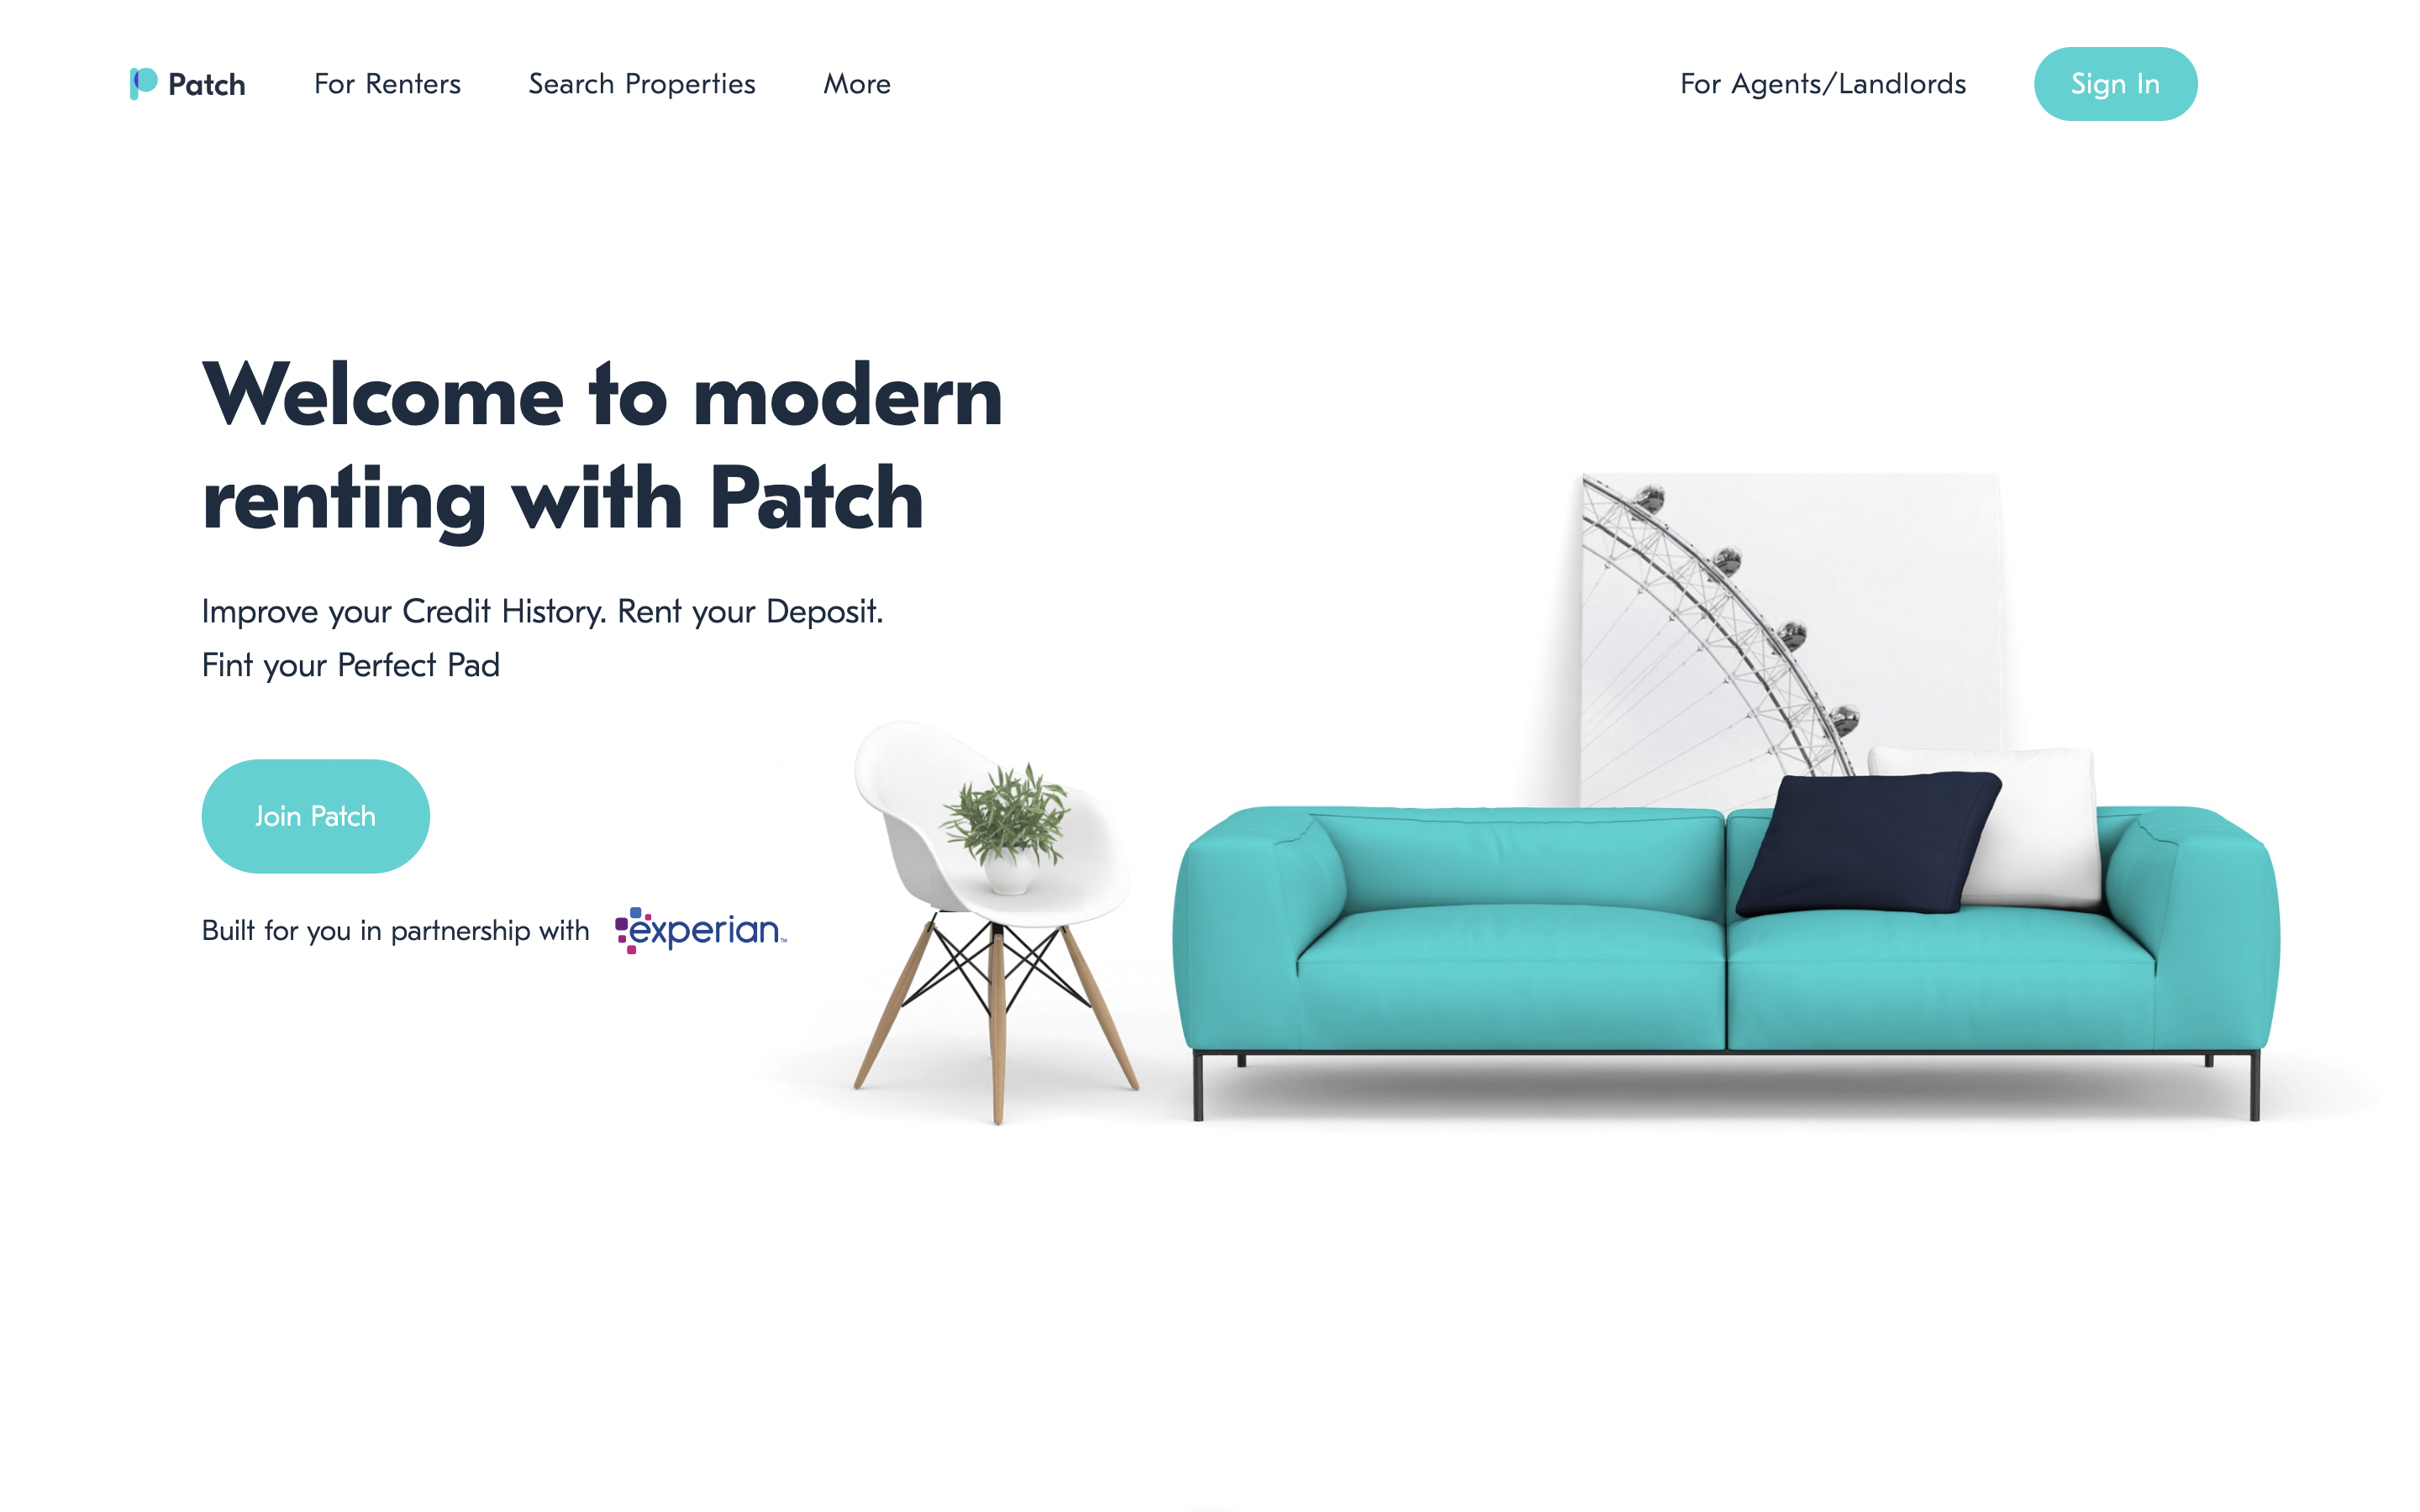 Patch
For Renters
Search Properties
More
For Agents/Landlords
Sign In
Welcome to modern
renting with Patch
Improve your Credit History. Rent your Deposit.
Fint your Perfect Pad
Join Patch
Built for you in partnership with
experian™